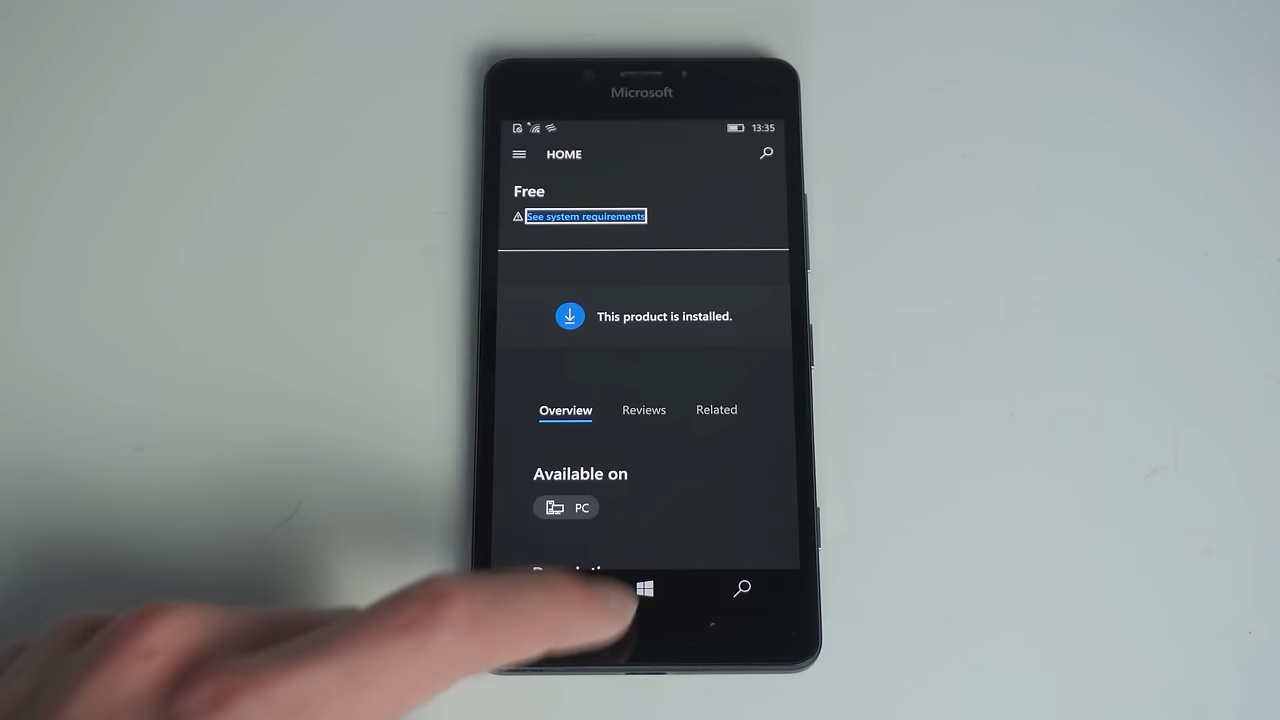 Microsoft
13:35
HOME
Free
See system requirements
This product is installed.
Overview Reviews Related
Available on
PC